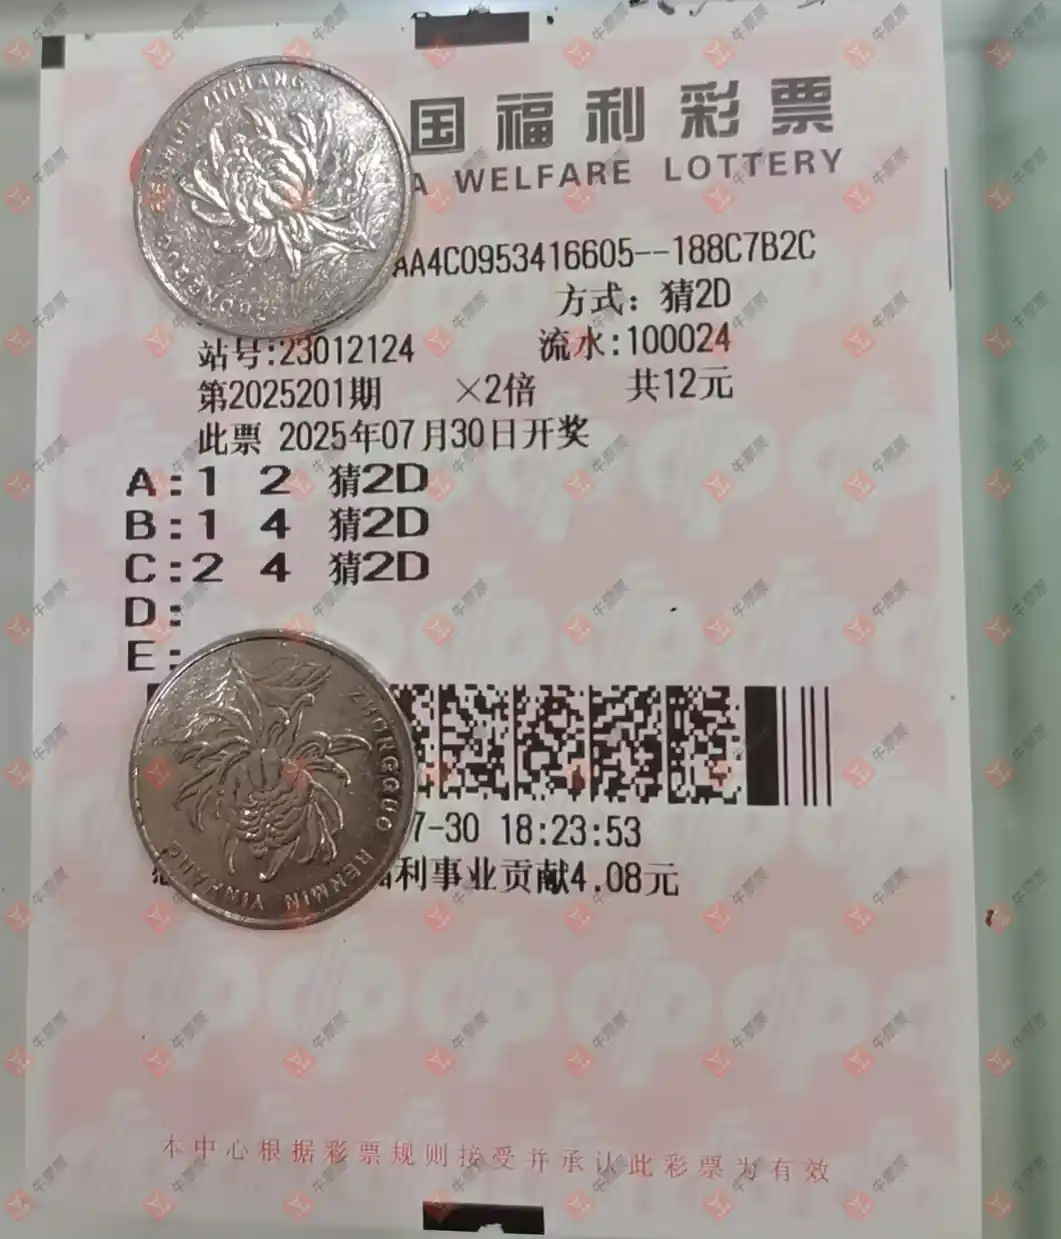 国福利彩票
A WELFARE LOTTERY
AA4C0953416605--188C7B2C
方式：猜2D
站号:23012124 流水:100024
第2025201期 ×2倍 共12元
此票 2025年07月30日开奖
A:1 2 猜2D
B:1 4 猜2D
C:2 4 猜2D
D:
E:
7-30 18:23:53
利事业贡献4.08元
本中心根据彩票规则接受并承认此彩票为有效
ZHONGGUO RENMIN YINHANG
牛票票